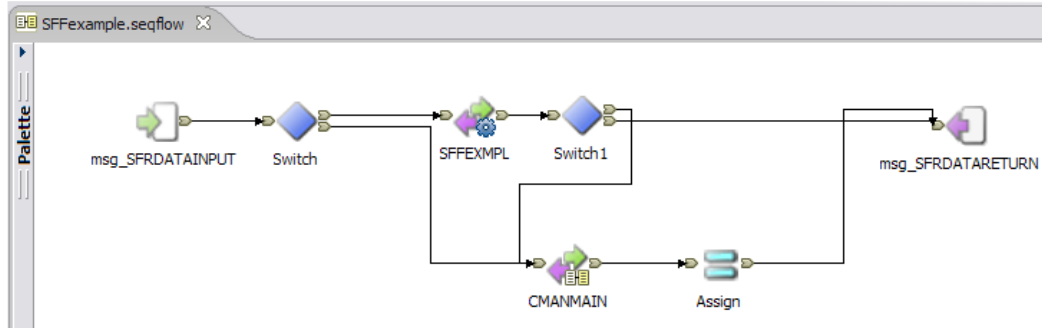 SFFexample.seqflow
Palette
msg_SFRDATAINPUT
Switch
SFFEXMPL
Switch1
msg_SFRDATARETURN
CMANMAIN
Assign